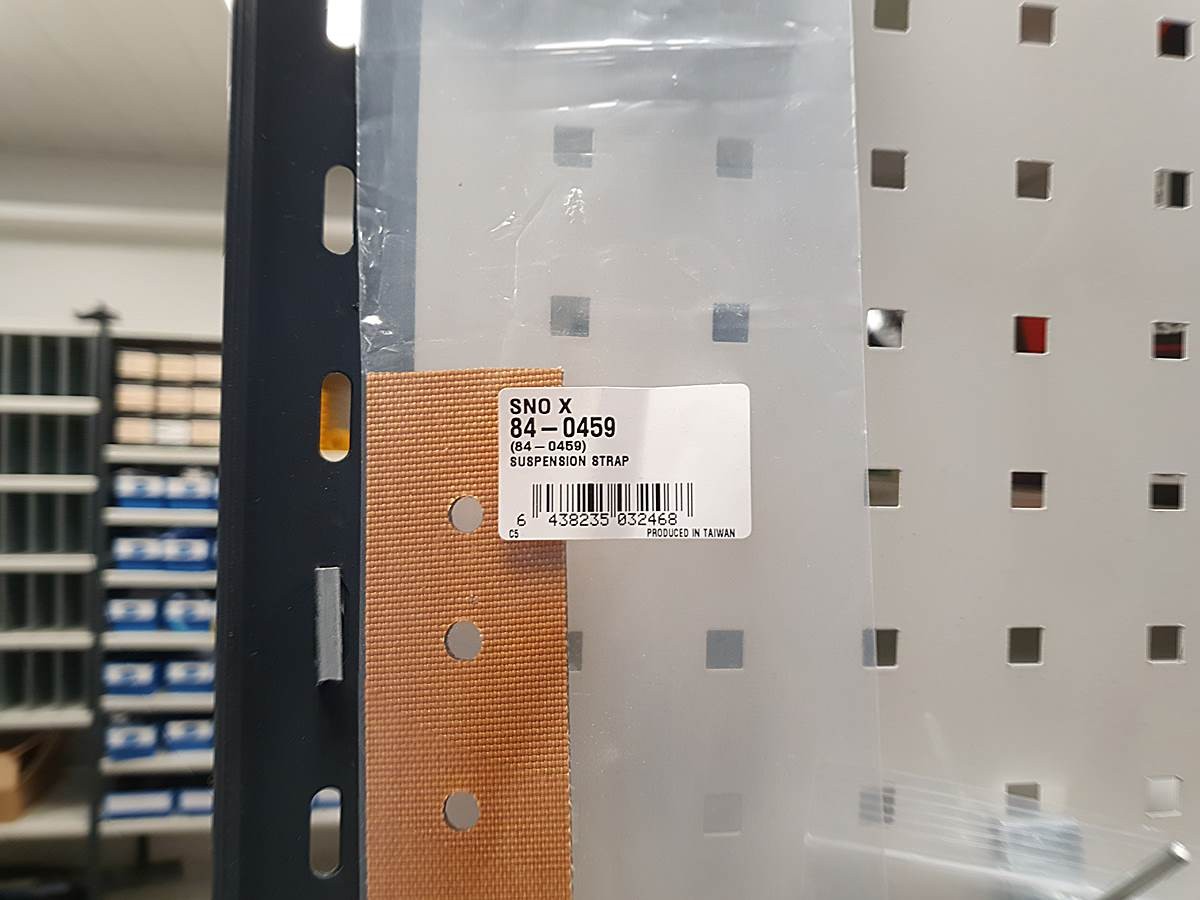 SNO X
84–0459
(84–0459)
SUSPENSION STRAP
6 438235 032468
C5 PRODUCED IN TAIWAN